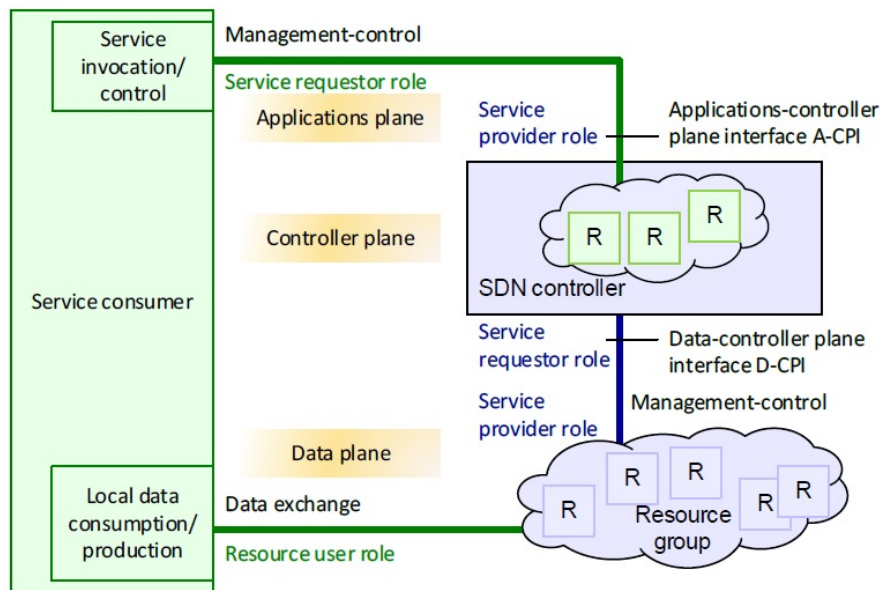 Service
invocation/
control
Management-control
Service requestor role
Applications plane
Service
provider role
Applications-controller
plane interface A-CPI
R
R
R
Controller plane
SDN controller
Service consumer
Service
requestor role
Data-controller plane
interface D-CPI
Service
provider role
Management-control
Data plane
R
R
R
R
R
Resource
group
Local data
consumption/
production
Data exchange
Resource user role